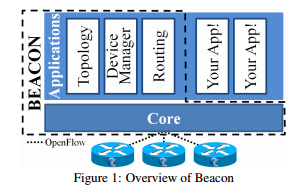 BEACON
Applications
Topology
Device
Manager
Routing
Your App!
Your App!
Core
OpenFlow
Figure 1: Overview of Beacon